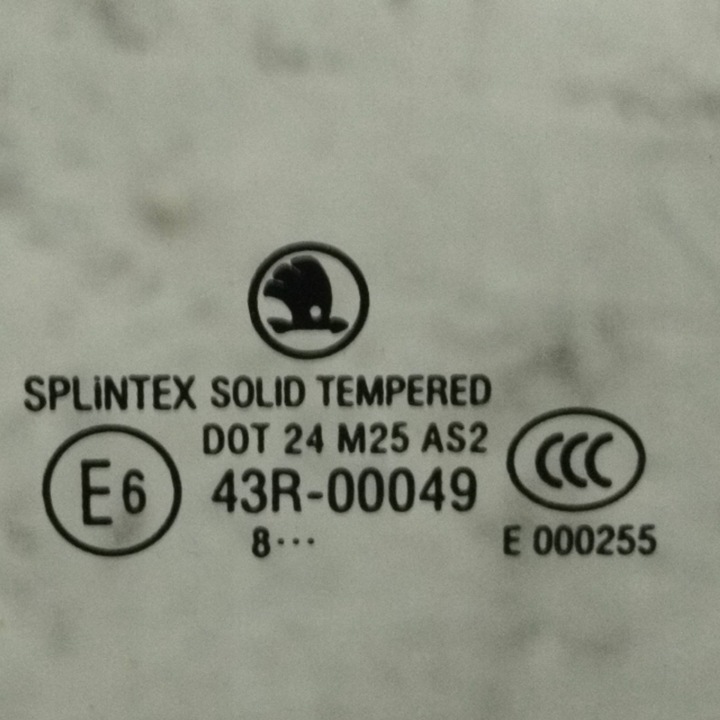 SPLiNTEX SOLID TEMPERED
DOT 24 M25 AS2
E6
43R-00049
CCC
8...
E 000255